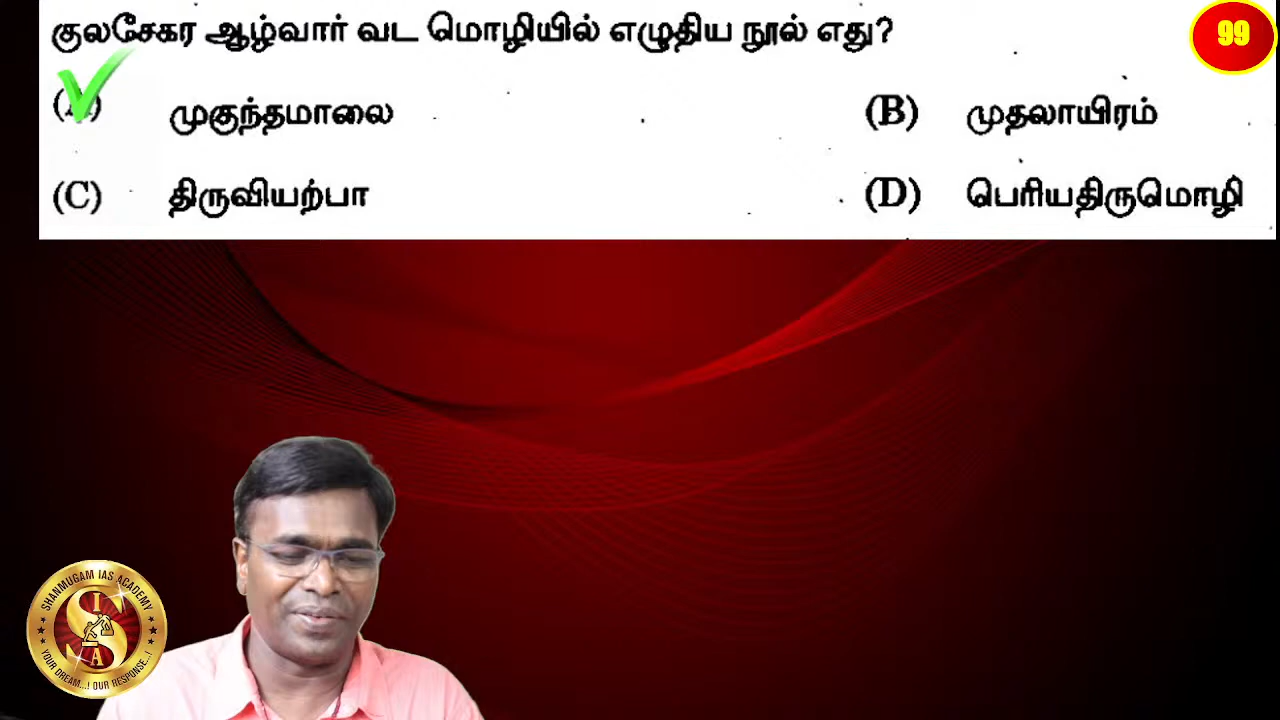 குலசேகர ஆழ்வார் வட மொழியில் எழுதிய நூல் எது?
99
(A) முகுந்தமாலை (B) முதலாயிரம்
(C) திருவியற்பா (D) பெரியதிருமொழி
SHANMUGAM IAS ACADEMY
S I A
YOUR DREAM...! OUR RESPONSE...!